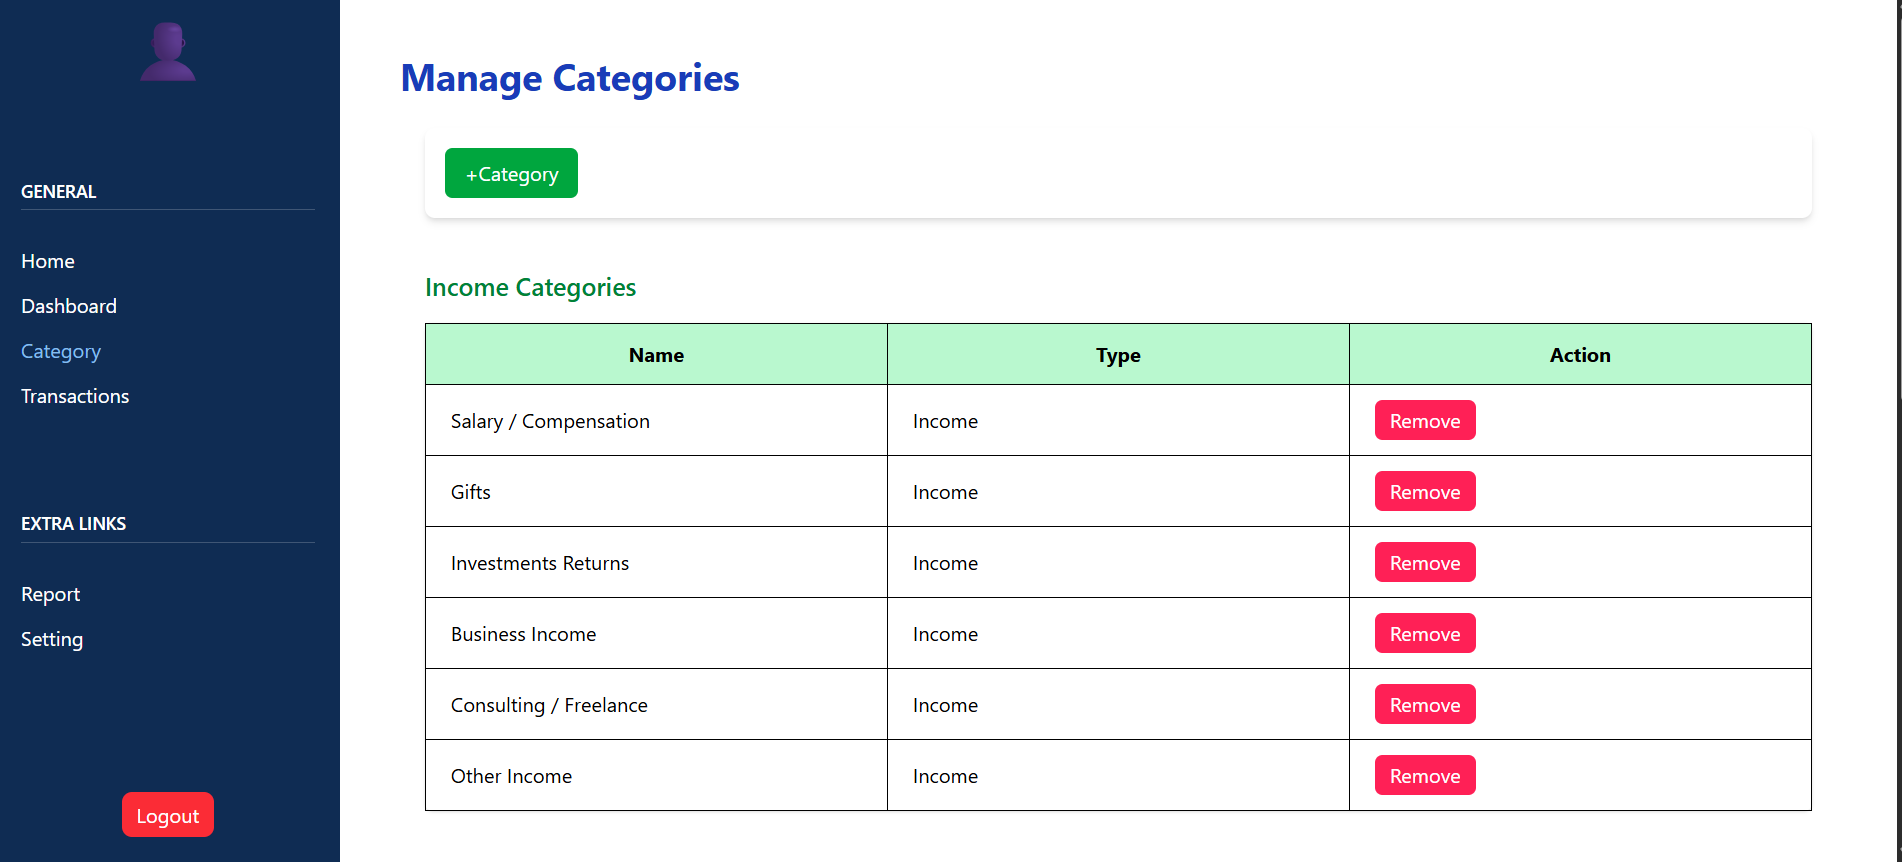 GENERAL
Home
Dashboard
Category
Transactions
EXTRA LINKS
Report
Setting
Logout
Manage Categories
+Category
Income Categories
Name Type Action
Salary / Compensation Income Remove
Gifts Income Remove
Investments Returns Income Remove
Business Income Income Remove
Consulting / Freelance Income Remove
Other Income Income Remove